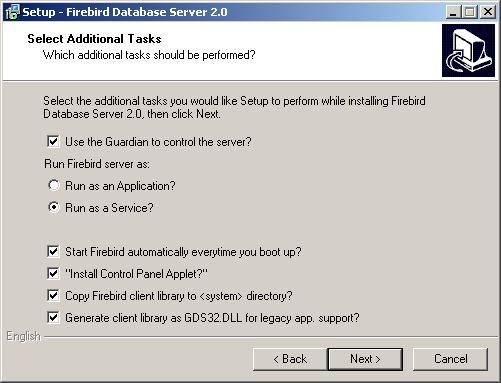 Setup - Firebird Database Server 2.0
Select Additional Tasks
Which additional tasks should be performed?
Select the additional tasks you would like Setup to perform while installing Firebird
Database Server 2.0, then click Next.
Use the Guardian to control the server?
Run Firebird server as:
Run as an Application?
Run as a Service?
Start Firebird automatically everytime you boot up?
"Install Control Panel Applet?"
Copy Firebird client library to <system> directory?
Generate client library as GDS32.DLL for legacy app. support?
English
< Back
Next >
Cancel